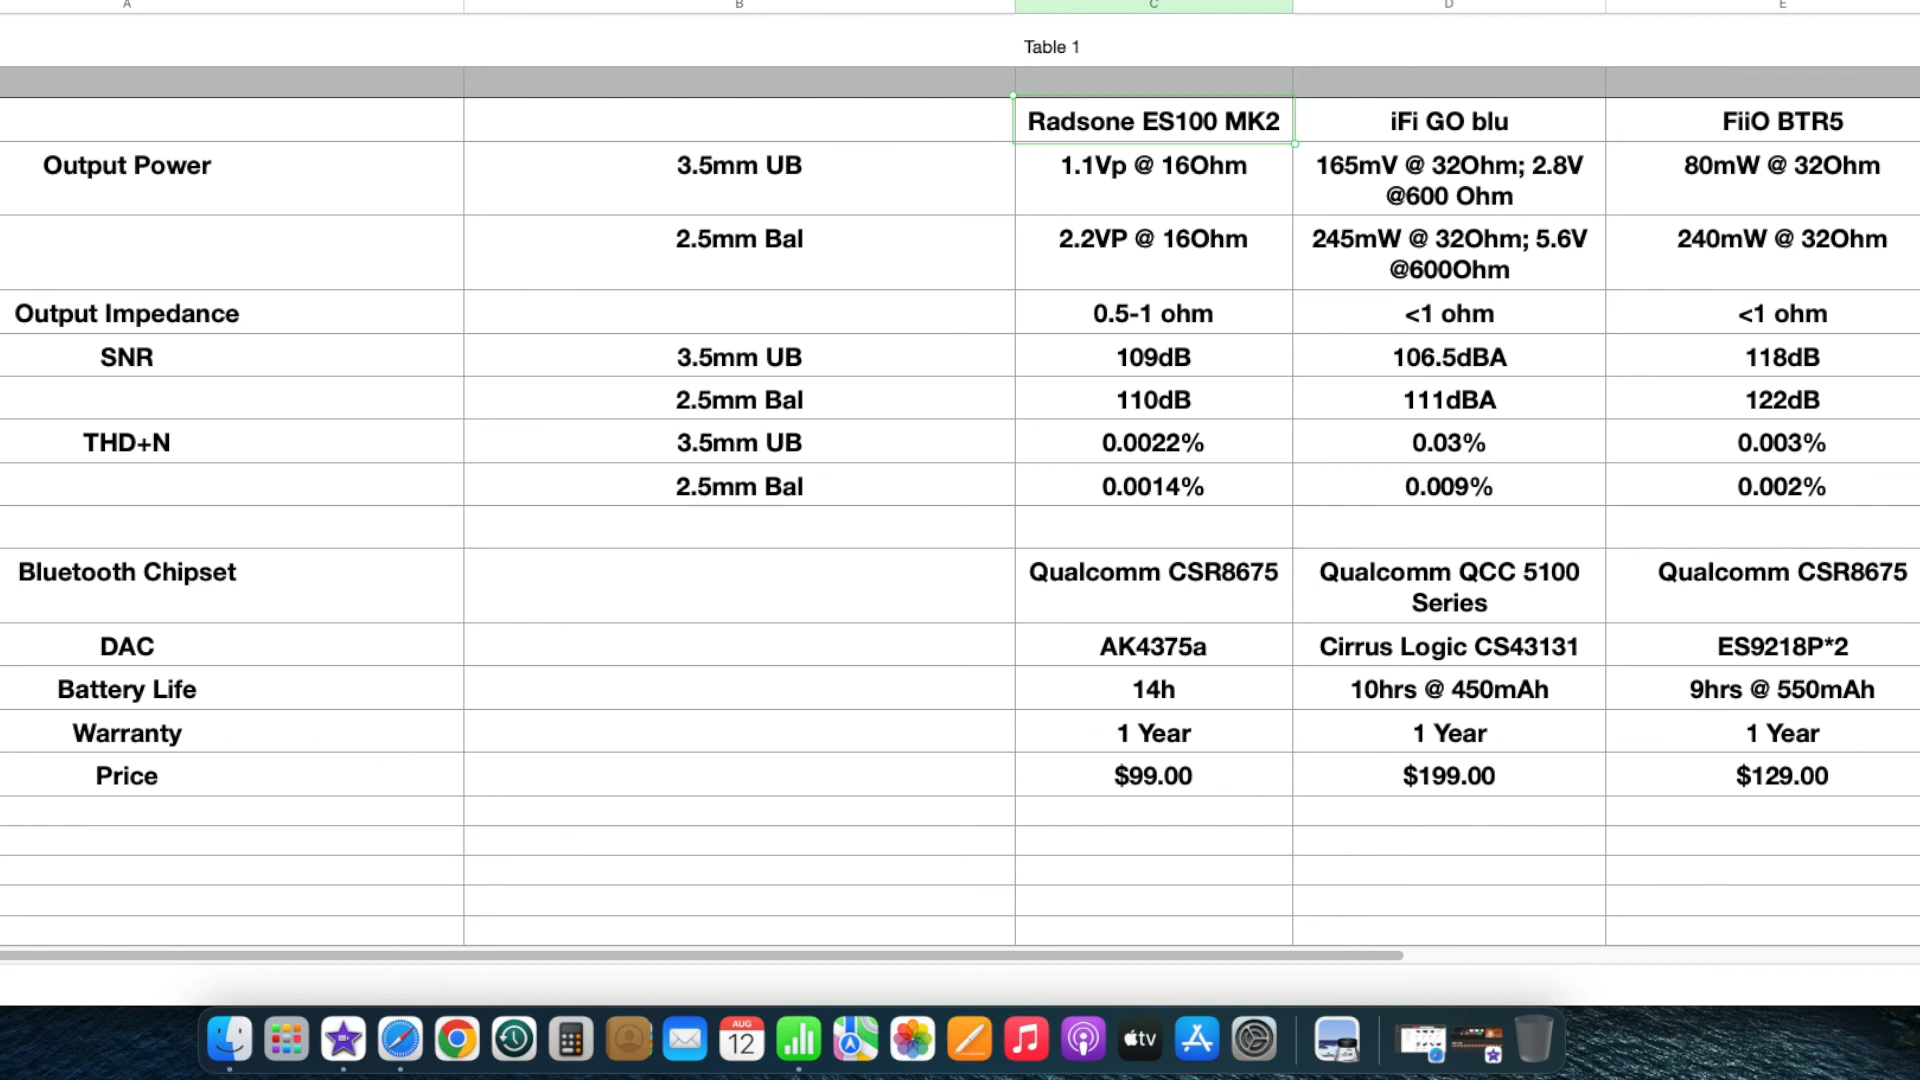 A B C D E
Table 1
Radsone ES100 MK2 iFi GO blu FiiO BTR5
Output Power 3.5mm UB 1.1Vp @ 16Ohm 165mV @ 32Ohm; 2.8V @600 Ohm 80mW @ 32Ohm
2.5mm Bal 2.2VP @ 16Ohm 245mW @ 32Ohm; 5.6V @600Ohm 240mW @ 32Ohm
Output Impedance 0.5-1 ohm <1 ohm <1 ohm
SNR 3.5mm UB 109dB 106.5dBA 118dB
2.5mm Bal 110dB 111dBA 122dB
THD+N 3.5mm UB 0.0022% 0.03% 0.003%
2.5mm Bal 0.0014% 0.009% 0.002%
Bluetooth Chipset Qualcomm CSR8675 Qualcomm QCC 5100 Series Qualcomm CSR8675
DAC AK4375a Cirrus Logic CS43131 ES9218P*2
Battery Life 14h 10hrs @ 450mAh 9hrs @ 550mAh
Warranty 1 Year 1 Year 1 Year
Price $99.00 $199.00 $129.00
AUG
12
tv